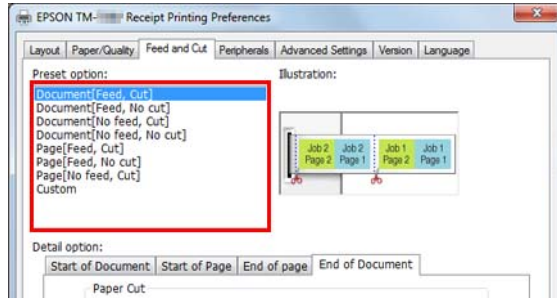 EPSON TM- Receipt Printing Preferences
Layout Paper/Quality Feed and Cut Peripherals Advanced Settings Version Language
Preset option:
Illustration:
Document[Feed, Cut]
Document[Feed, No cut]
Document[No feed, Cut]
Document[No feed, No cut]
Page[Feed, Cut]
Page[Feed, No cut]
Page[No feed, Cut]
Custom
Job 2 Job 2 Job 1 Job 1
Page 2 Page 1 Page 2 Page 1
Detail option:
Start of Document Start of Page End of page End of Document
Paper Cut